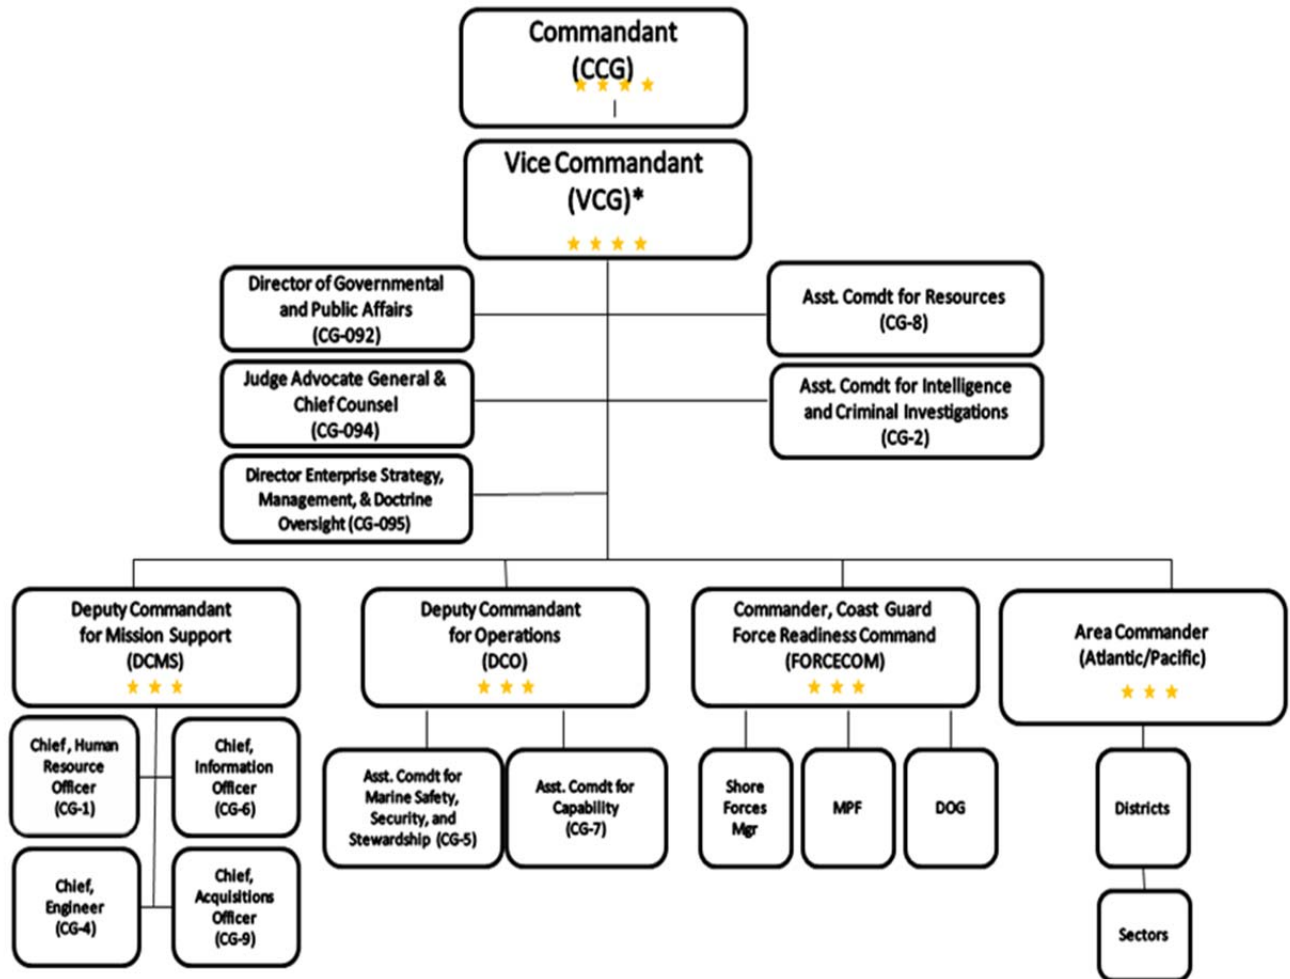 Commandant
(CCG)
Vice Commandant
(VCG)*
Director of Governmental
and Public Affairs
(CG-092)
Asst. Comdt for Resources
(CG-8)
Judge Advocate General &
Chief Counsel
(CG-094)
Asst. Comdt for Intelligence
and Criminal Investigations
(CG-2)
Director Enterprise Strategy,
Management, & Doctrine
Oversight (CG-095)
Deputy Commandant
for Mission Support
(DCMS)
Deputy Commandant
for Operations
(DCO)
Commander, Coast Guard
Force Readiness Command
(FORCECOM)
Area Commander
(Atlantic/Pacific)
Chief, Human
Resource
Officer
(CG-1)
Chief,
Information
Officer
(CG-6)
Chief,
Engineer
(CG-4)
Chief,
Acquisitions
Officer
(CG-9)
Asst. Comdt for
Marine Safety,
Security, and
Stewardship (CG-5)
Asst. Comdt for
Capability
(CG-7)
Shore
Forces
Mgr
MPF
DOG
Districts
Sectors